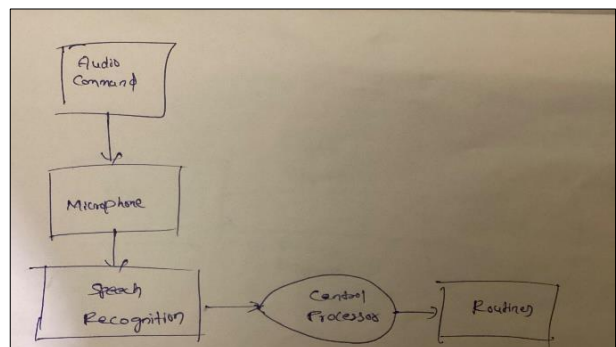 Audio
Command
Microphone
Speech
Recognition
Control
Processor
Routines